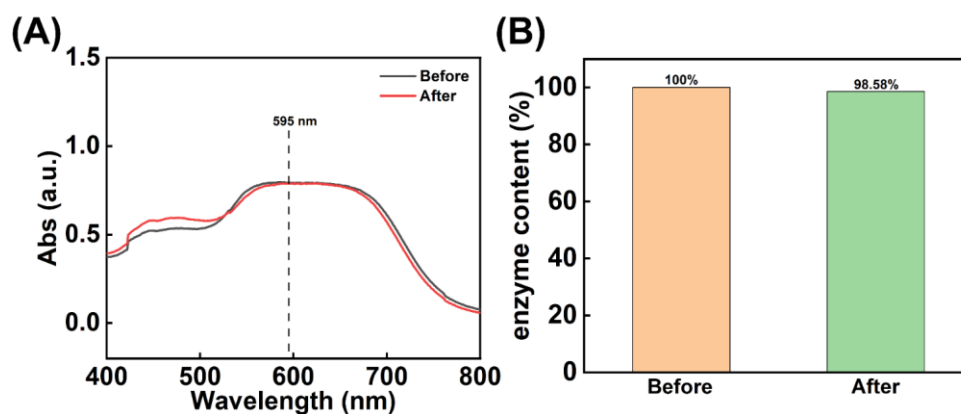 (A)
Abs (a.u.)
1.5
1.0
0.5
0.0
Before
After
595 nm
400 500 600 700 800
Wavelength (nm)
(B)
enzyme content (%)
100
80
60
40
20
0
100%
98.58%
Before After